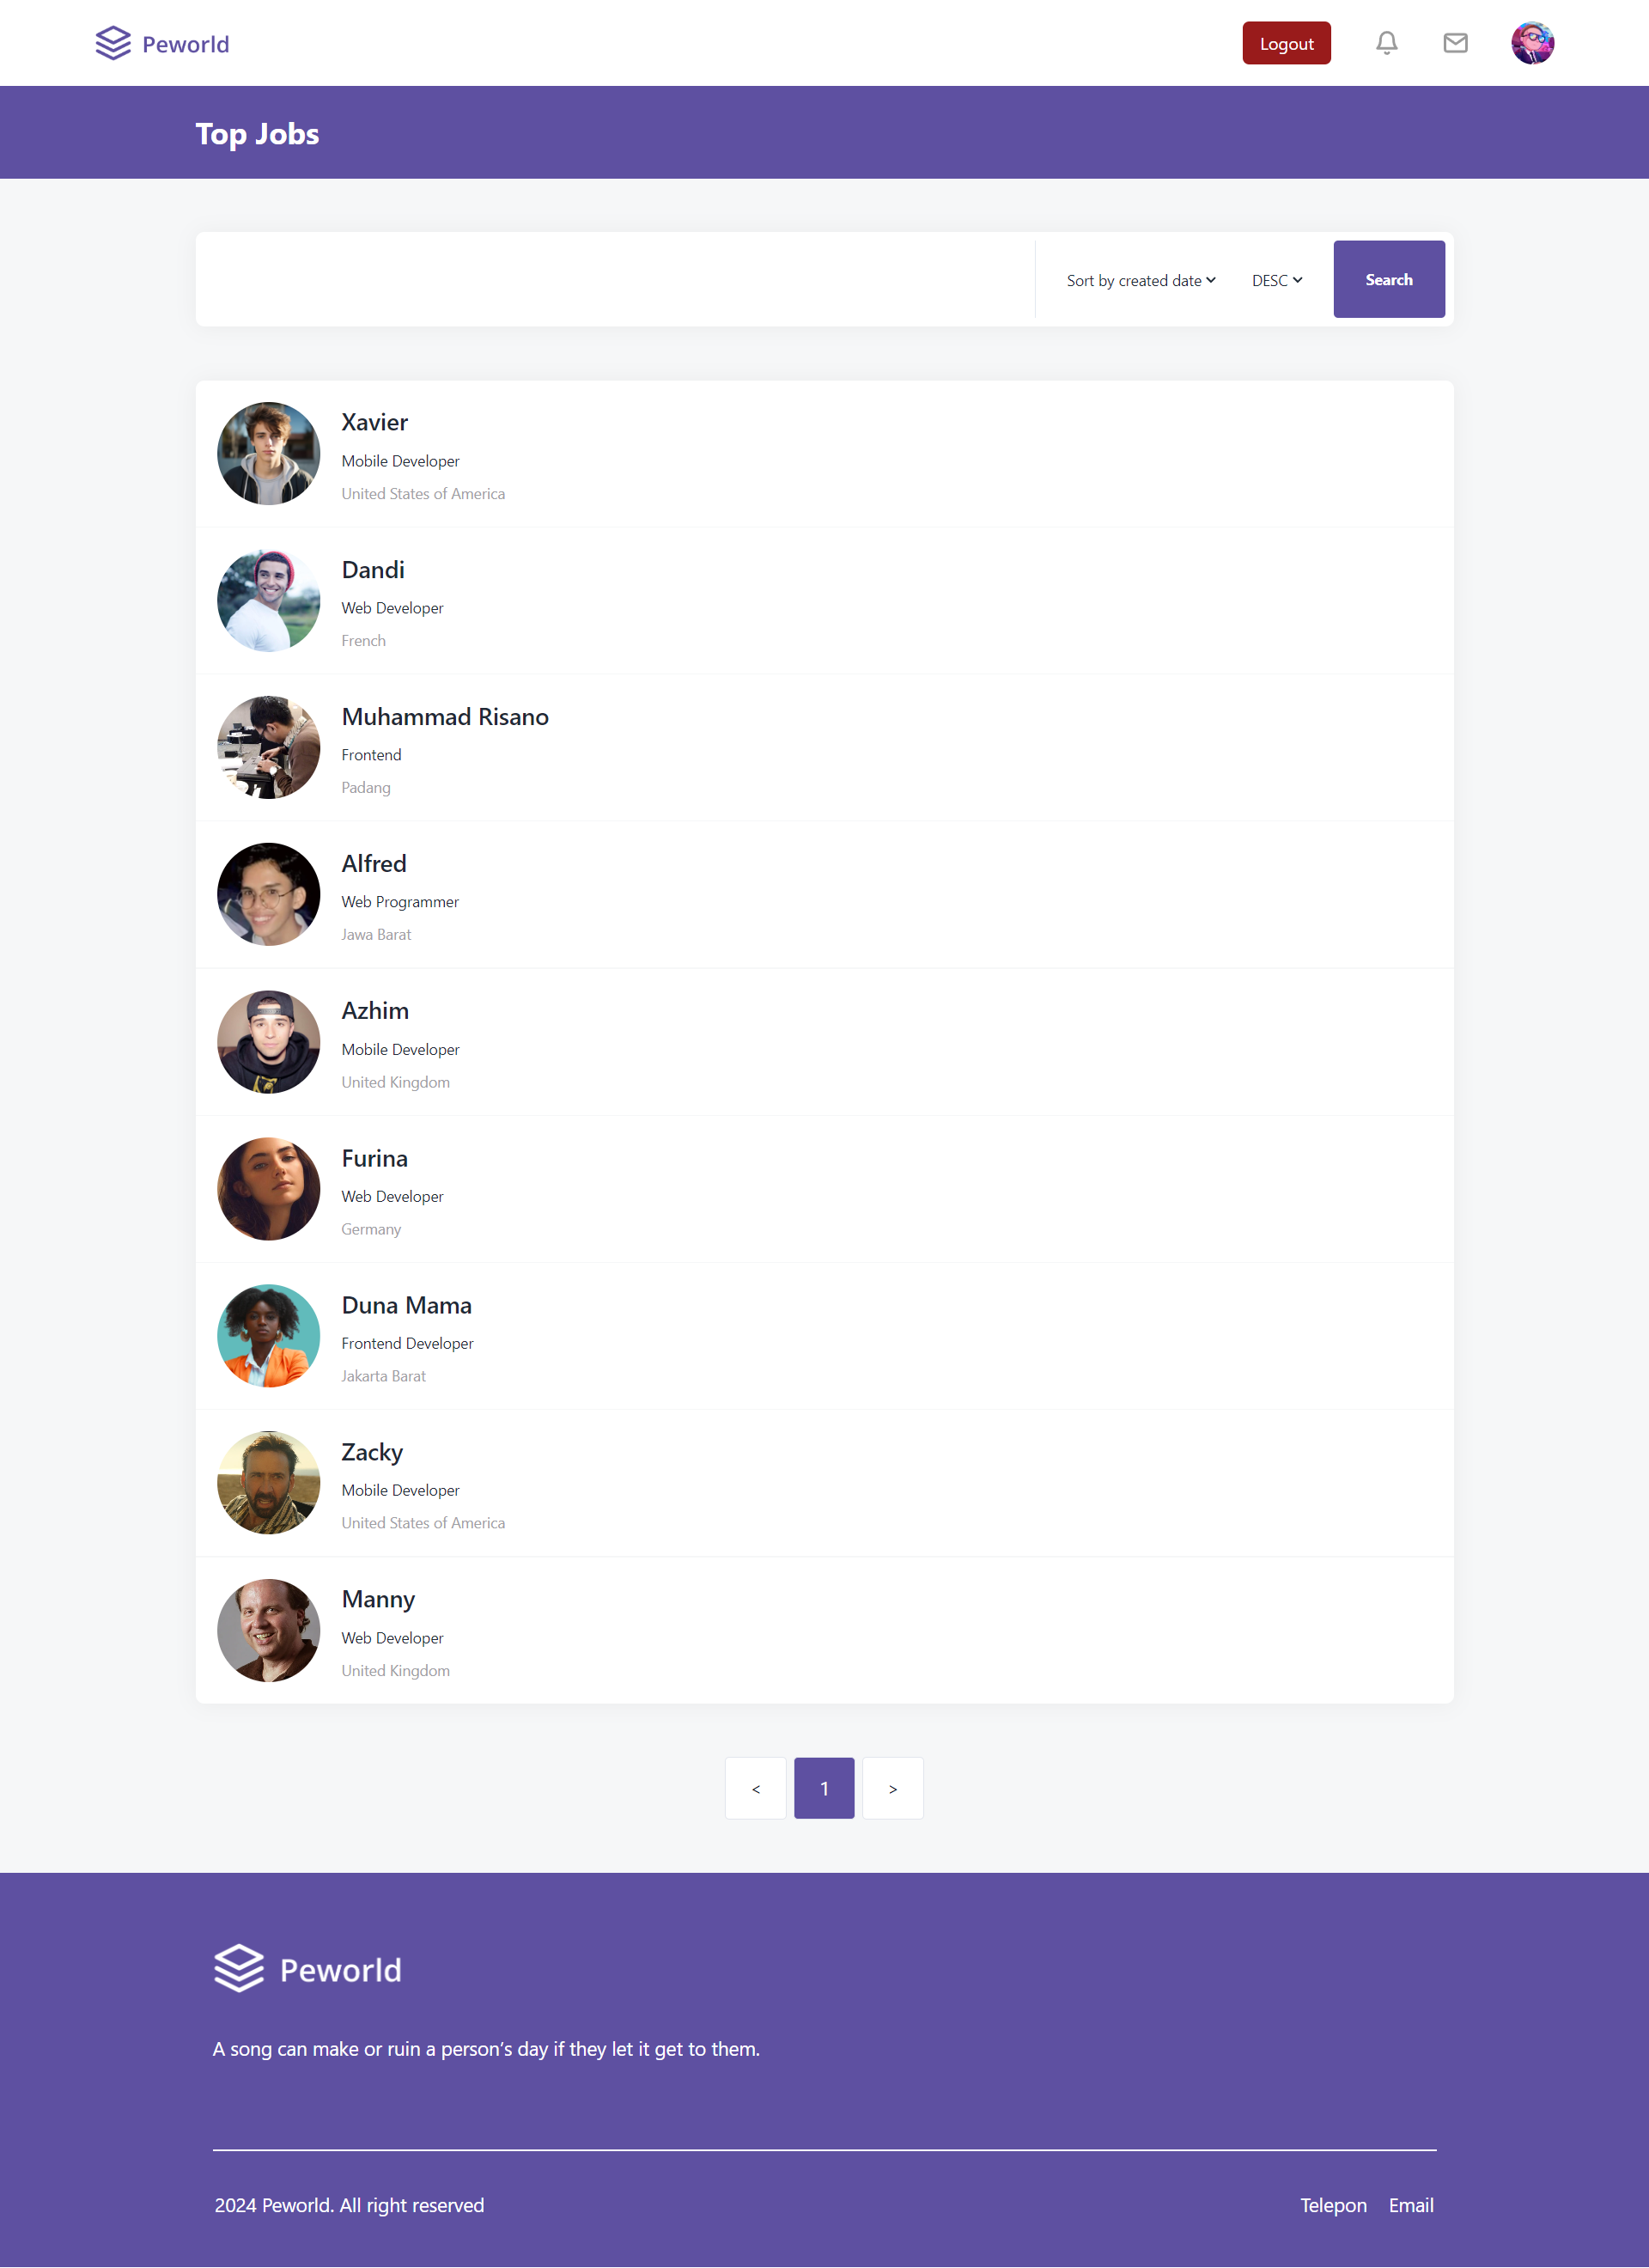 Peworld
Logout
Top Jobs
Sort by created date
DESC
Search
Xavier
Mobile Developer
United States of America
Dandi
Web Developer
French
Muhammad Risano
Frontend
Padang
Alfred
Web Programmer
Jawa Barat
Azhim
Mobile Developer
United Kingdom
Furina
Web Developer
Germany
Duna Mama
Frontend Developer
Jakarta Barat
Zacky
Mobile Developer
United States of America
Manny
Web Developer
United Kingdom
< 1 >
Peworld
A song can make or ruin a person’s day if they let it get to them.
2024 Peworld. All right reserved
Telepon Email